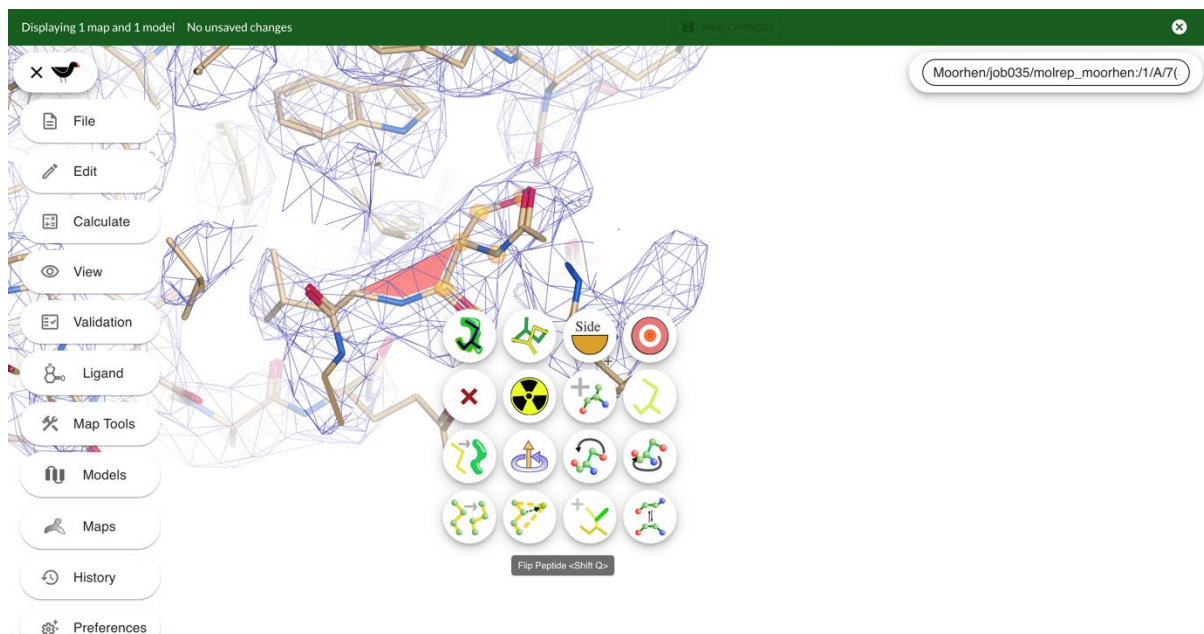 Displaying 1 map and 1 model No unsaved changes SAVE CHANGES
Moorhen/job035/molrep_moorhen:/1/A/7(
File
Edit
Calculate
View
Validation
Ligand
Map Tools
Models
Maps
History
Preferences
Side
Flip Peptide <Shift Q>